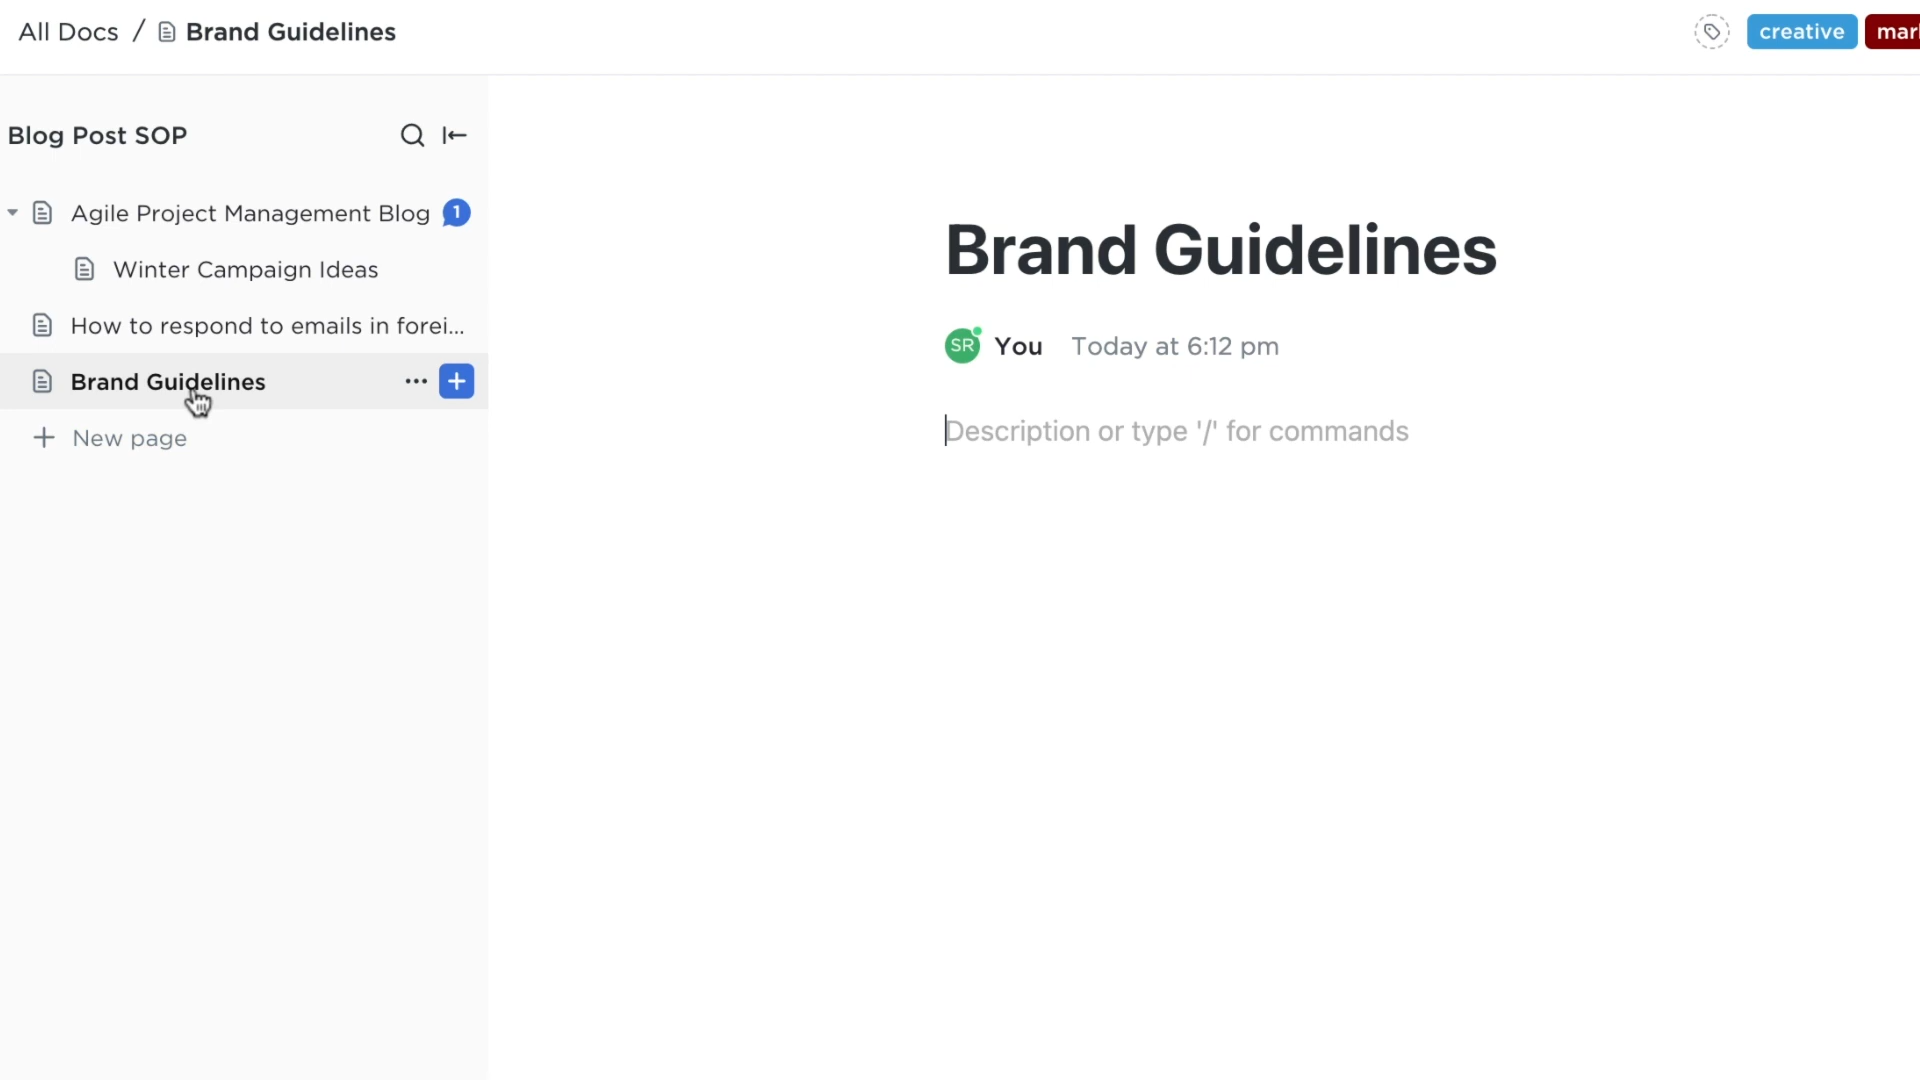 All Docs / Brand Guidelines
creative
Blog Post SOP
Agile Project Management Blog 1
Winter Campaign Ideas
How to respond to emails in forei...
Brand Guidelines
New page
Brand Guidelines
SR You Today at 6:12 pm
Description or type '/' for commands